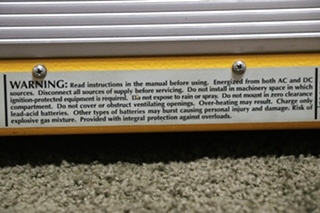 WARNING: Read instructions in the manual before using. Energized from both AC and DC
sources. Disconnect all sources of supply before servicing. Do not install in machinery space in which
ignition-protected equipment is required. Do not expose to rain or spray. Do not mount in zero clearance
compartment. Do not cover or obstruct ventilating openings. Over-heating may result. Charge only
lead-acid batteries. Other types of batteries may burst causing personal injury and damage. Risk of
explosive gas mixture. Provided with integral protection against overloads.